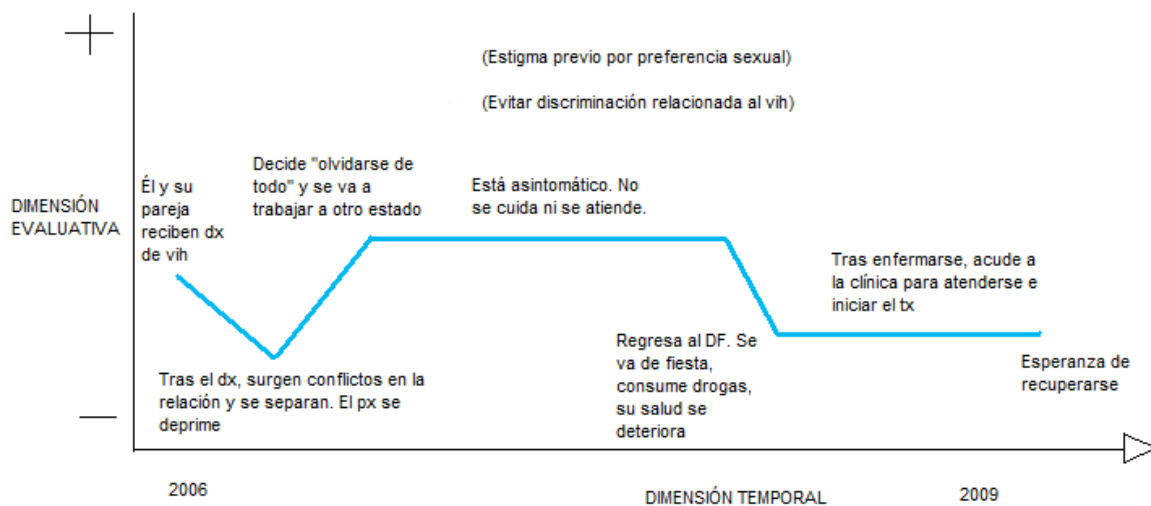 (Estigma previo por preferencia sexual)
(Evitar discriminación relacionada al vih)
DIMENSIÓN
EVALUATIVA
Él y su
pareja
reciben dx
de vih
Decide "olvidarse de
todo" y se va a
trabajar a otro estado
Está asintomático. No
se cuida ni se atiende.
Tras enfermarse, acude a
la clínica para atenderse e
iniciar el tx
Tras el dx, surgen conflictos en la
relación y se separan. El px se
deprime
Regresa al DF. Se
va de fiesta,
consume drogas,
su salud se
deteriora
Esperanza de
recuperarse
2006
DIMENSIÓN TEMPORAL
2009